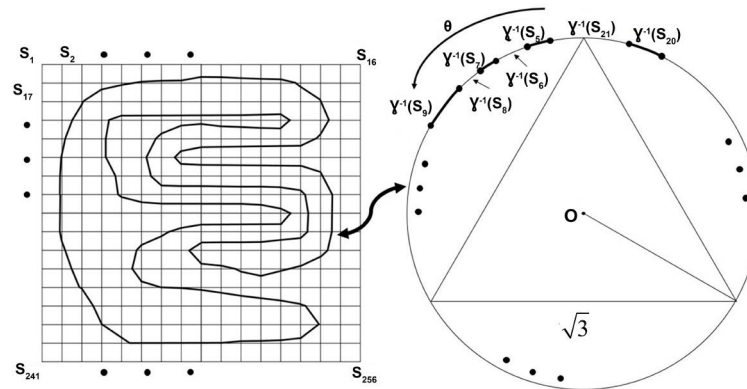 θ
S₁ S₂ S₁₆
ɣ⁻¹(S₅) ɣ⁻¹(S₂₁) ɣ⁻¹(S₂₀)
ɣ⁻¹(S₇)
ɣ⁻¹(S₆)
S₁₇
ɣ⁻¹(S₉) ɣ⁻¹(S₈)
O
√3
S₂₄₁ S₂₅₆